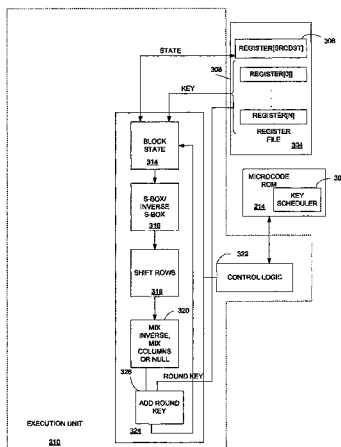 STATE
REGISTER[SRCDST]
306
308
REGISTER[0])
KEY
REGISTER[N]
REGISTER
FILE
304
BLOCK
STATE
314
MICROCODE
ROM
214
KEY
SCHEDULER
30
S-BOX/
INVERSE
S-BOX
316
322
CONTROL LOGIC
SHIFT ROWS
318
320
MIX
INVERSE,
MIX
COLUMNS
OR NULL
326
ROUND KEY
ADD ROUND
KEY
324
EXECUTION UNIT
210